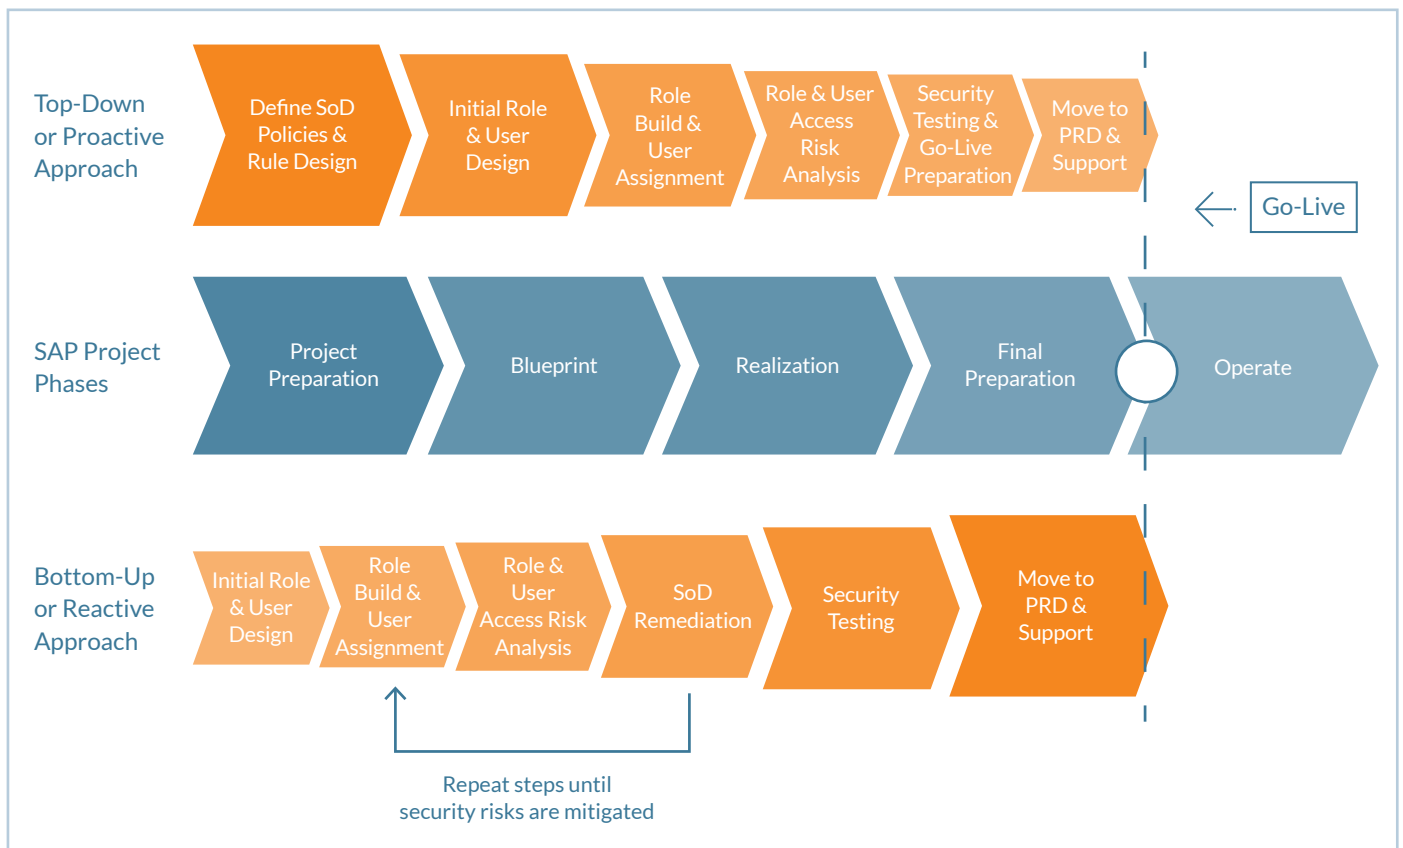 Top-Down
or Proactive
Approach
Define SoD
Policies &
Rule Design
Initial Role
& User
Design
Role
Build &
User
Assignment
Role & User
Access
Risk
Analysis
Security
Testing &
Go-Live
Preparation
Move to
PRD &
Support
Go-Live
SAP Project
Phases
Project
Preparation
Blueprint
Realization
Final
Preparation
Operate
Bottom-Up
or Reactive
Approach
Initial Role
& User
Design
Role
Build &
User
Assignment
Role &
User
Access Risk
Analysis
SoD
Remediation
Security
Testing
Move to
PRD &
Support
Repeat steps until
security risks are mitigated